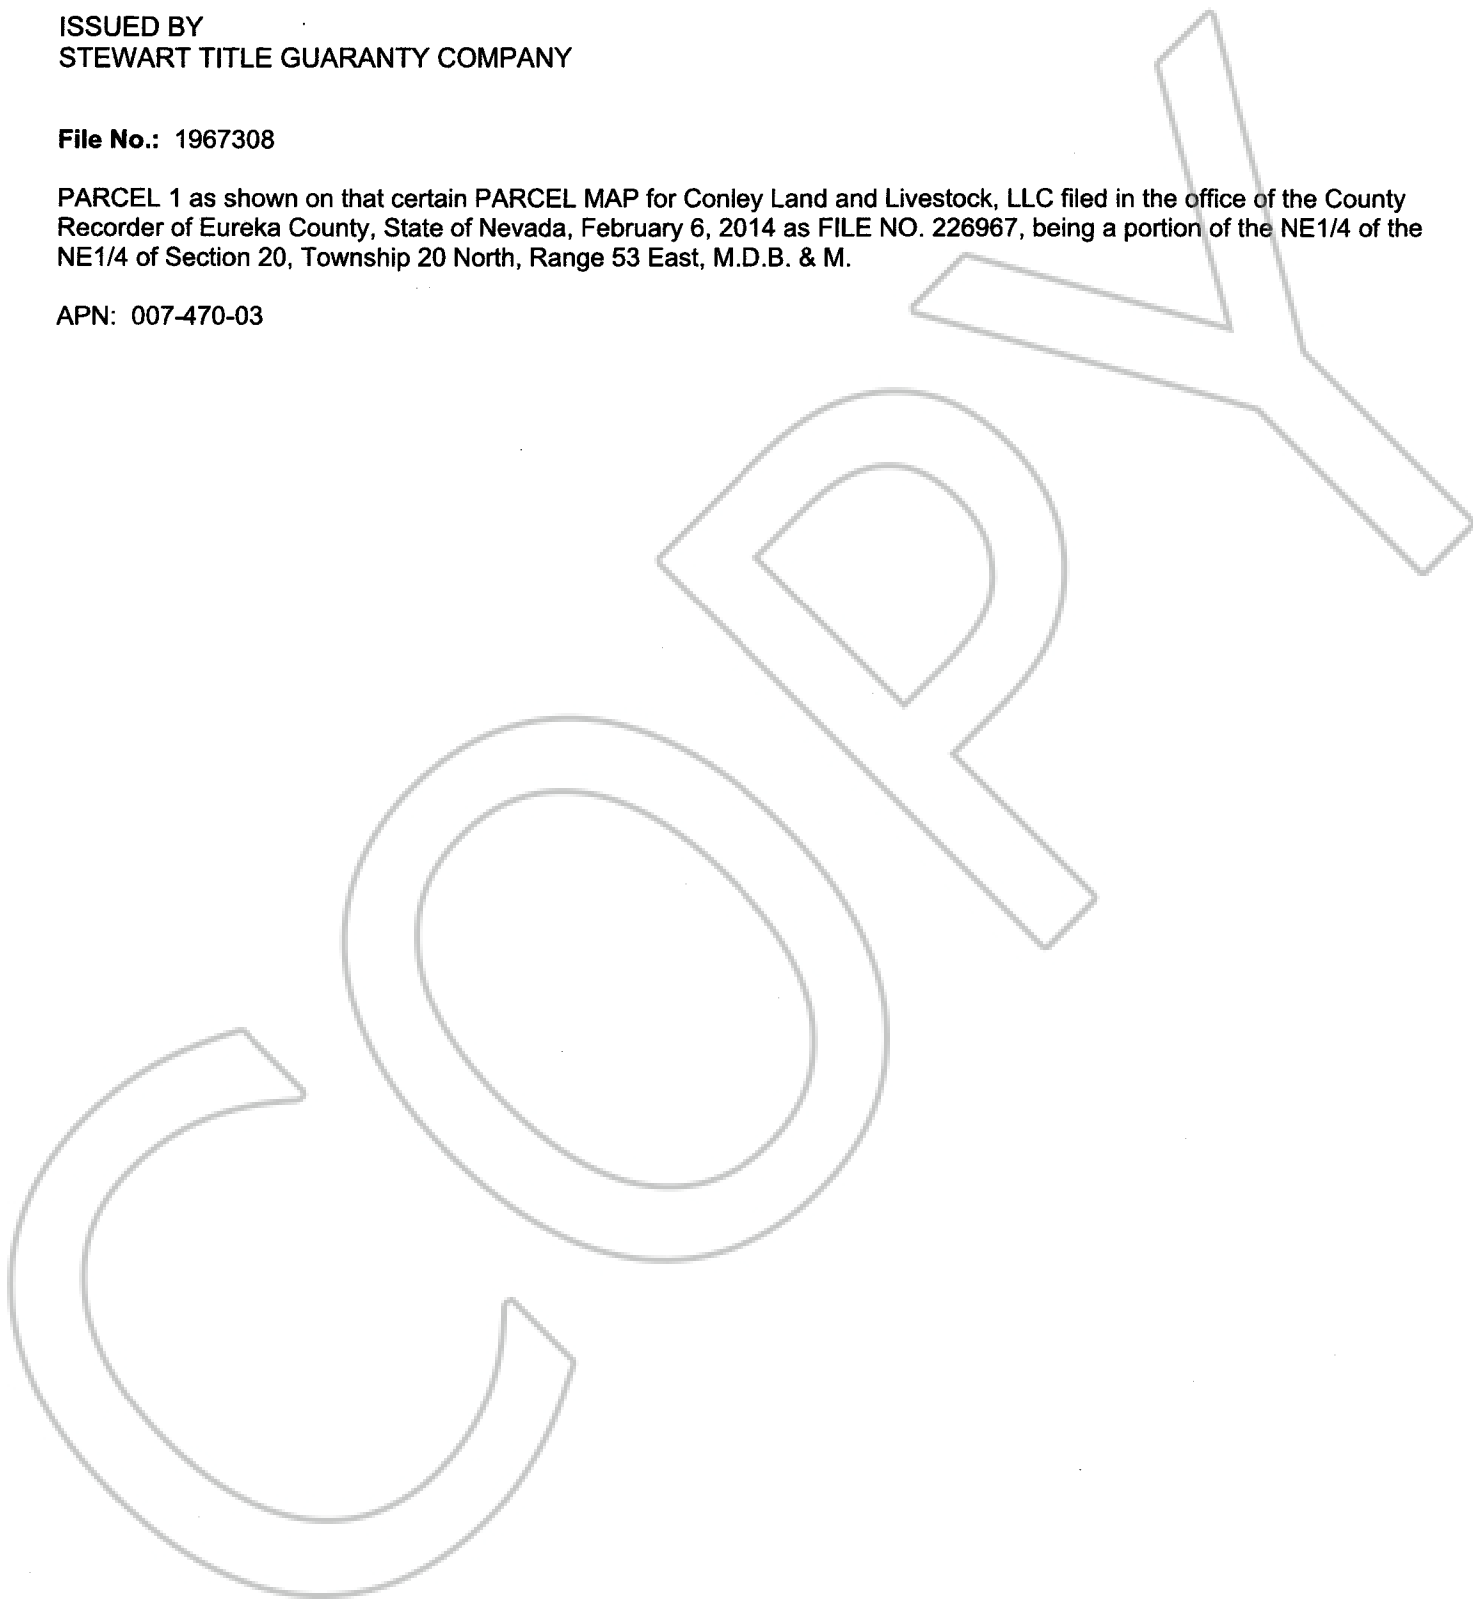 ISSUED BY
STEWART TITLE GUARANTY COMPANY
File No.: 1967308
PARCEL 1 as shown on that certain PARCEL MAP for Conley Land and Livestock, LLC filed in the office of the County
Recorder of Eureka County, State of Nevada, February 6, 2014 as FILE NO. 226967, being a portion of the NE1/4 of the
NE1/4 of Section 20, Township 20 North, Range 53 East, M.D.B. & M.
APN: 007-470-03
COPY